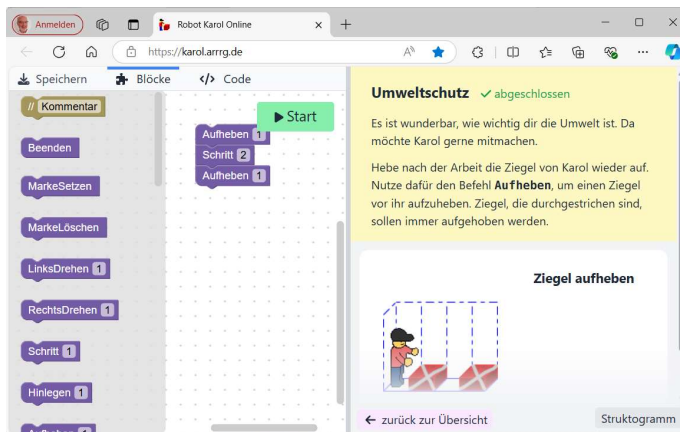 Anmelden
Robot Karol Online
https://karol.arrrg.de
Speichern
Blöcke
</> Code
// Kommentar
Beenden
MarkeSetzen
MarkeLöschen
LinksDrehen 1
RechtsDrehen 1
Schritt 1
Hinlegen 1
Start
Aufheben 1
Schritt 2
Aufheben 1
Umweltschutz ✓ abgeschlossen
Es ist wunderbar, wie wichtig dir die Umwelt ist. Da
möchte Karol gerne mitmachen.
Hebe nach der Arbeit die Ziegel von Karol wieder auf.
Nutze dafür den Befehl Aufheben, um einen Ziegel
vor ihr aufzuheben. Ziegel, die durchgestrichen sind,
sollen immer aufgehoben werden.
Ziegel aufheben
← zurück zur Übersicht
Struktogramm